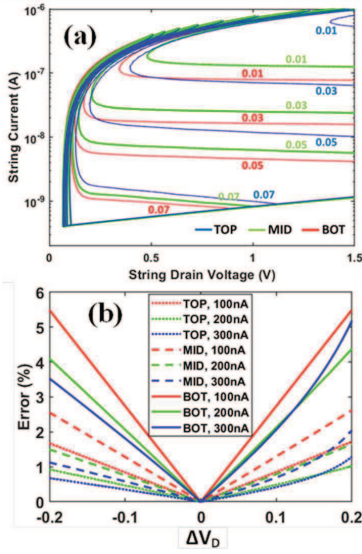 (a)
10⁻⁶
10⁻⁷
10⁻⁸
10⁻⁹
String Current (A)
0.01
0.01
0.01
0.03
0.03
0.03
0.05
0.05
0.05
0.07
0.07
0.07
TOP MID BOT
0.5 1 1.5
String Drain Voltage (V)
(b)
6
5
4
3
2
1
0
Error (%)
TOP, 100nA
TOP, 200nA
TOP, 300nA
MID, 100nA
MID, 200nA
MID, 300nA
BOT, 100nA
BOT, 200nA
BOT, 300nA
-0.2 -0.1 0 0.1 0.2
ΔV_D